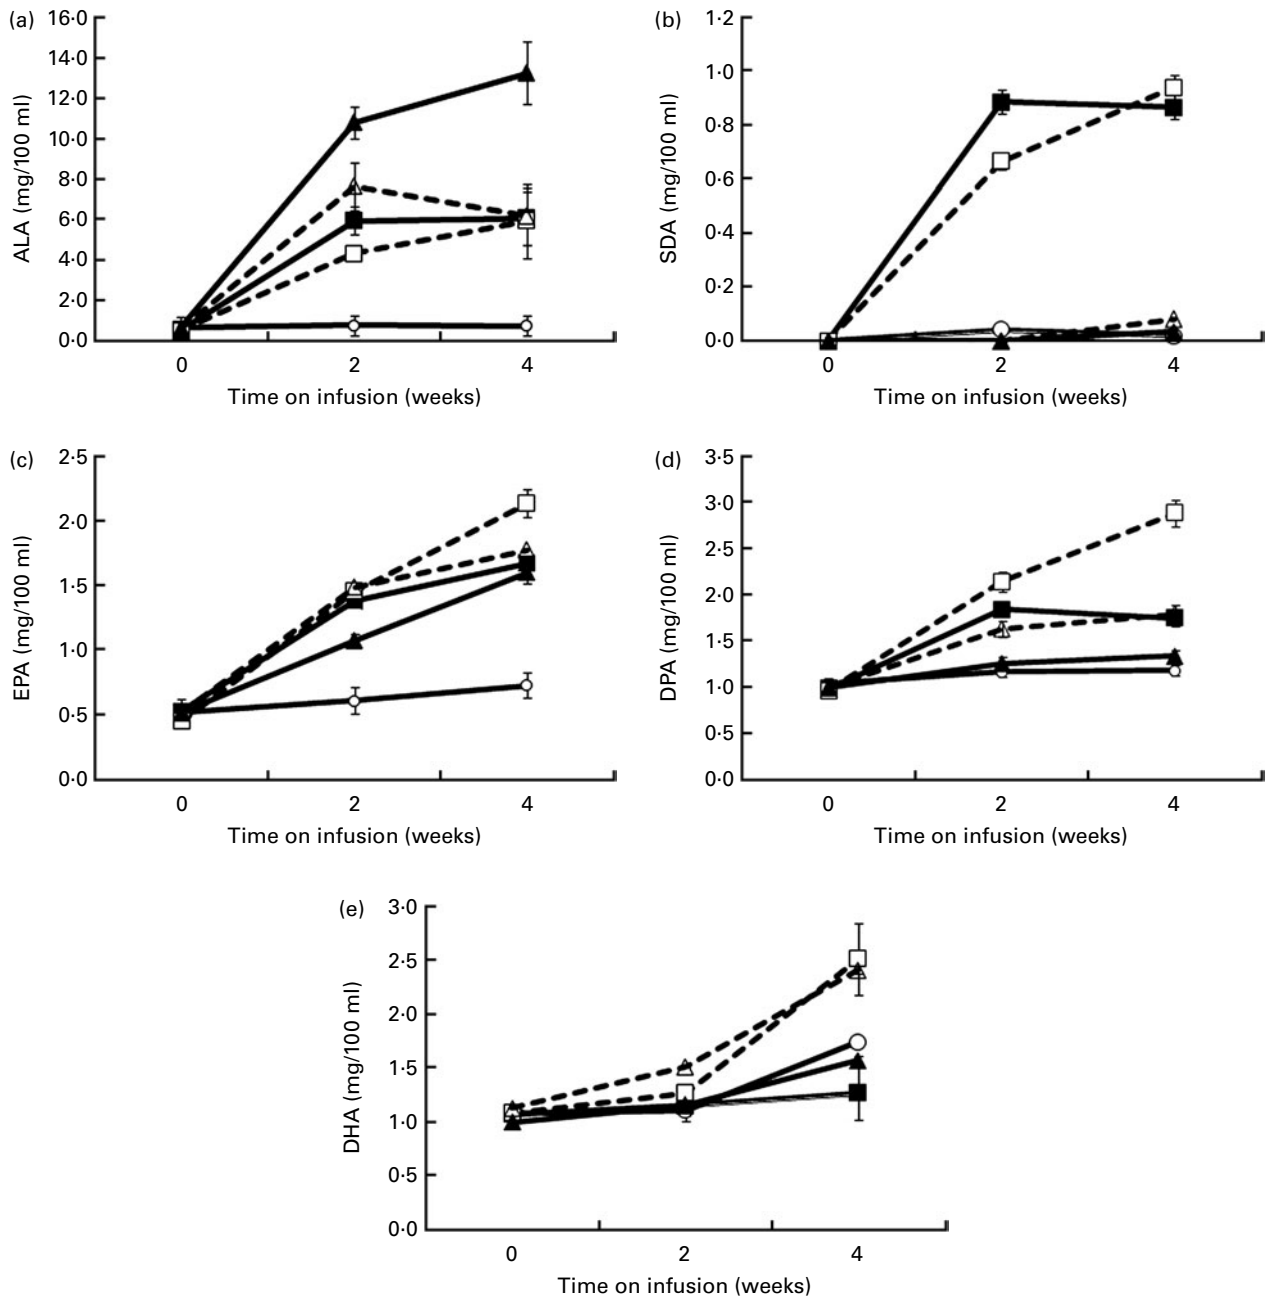 (a)
16·0
14·0
12·0
10·0
8·0
6·0
4·0
2·0
0·0
ALA (mg/100 ml)
0 2 4
Time on infusion (weeks)
(b)
1·2
1·0
0·8
0·6
0·4
0·2
0·0
SDA (mg/100 ml)
0 2 4
Time on infusion (weeks)
(c)
2·5
2·0
1·5
1·0
0·5
0·0
EPA (mg/100 ml)
0 2 4
Time on infusion (weeks)
(d)
3·5
3·0
2·5
2·0
1·5
1·0
0·5
0·0
DPA (mg/100 ml)
0 2 4
Time on infusion (weeks)
(e)
3·0
2·5
2·0
1·5
1·0
0·5
0·0
DHA (mg/100 ml)
0 2 4
Time on infusion (weeks)